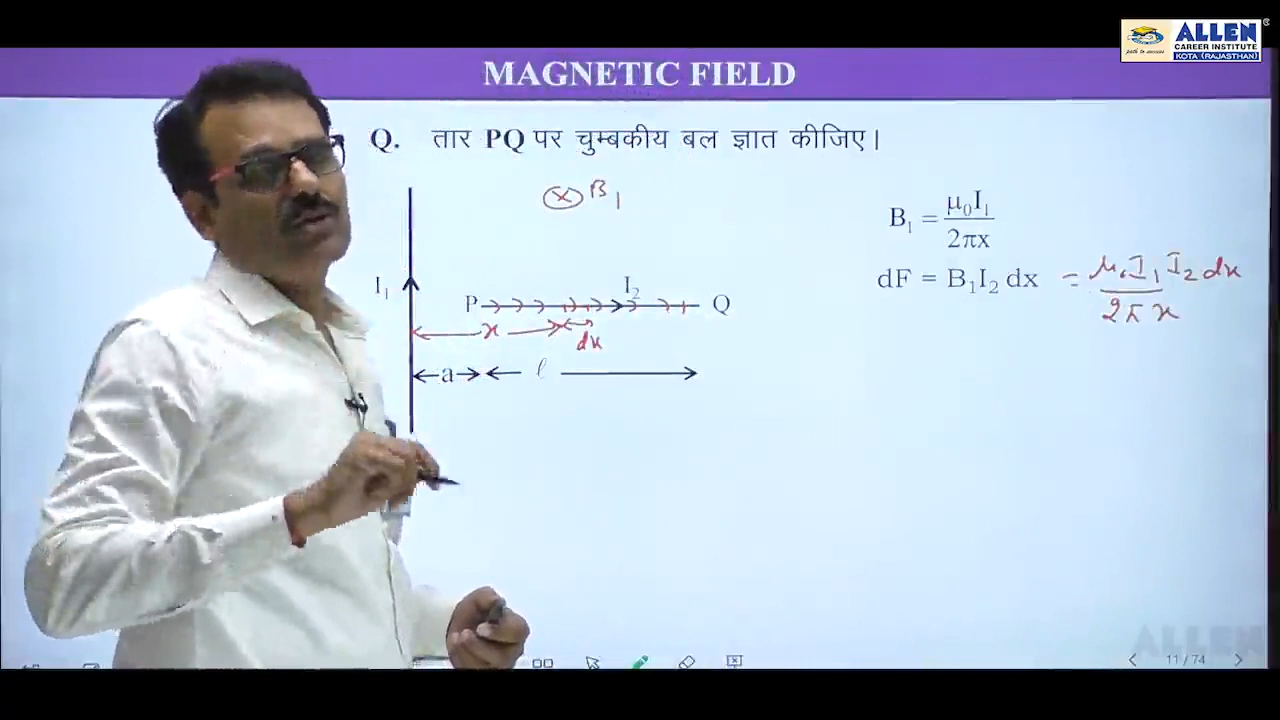 ALLEN
CAREER INSTITUTE
KOTA (RAJASTHAN)
MAGNETIC FIELD
Q. तार PQ पर चुम्बकीय बल ज्ञात कीजिए।
⊗ B₁
B₁ = μ₀I₁ / 2πx
dF = B₁I₂ dx = μ₀I₁I₂dx / 2πx
I₁ P I₂ Q
x dx
a ℓ
ALLEN
11 / 74